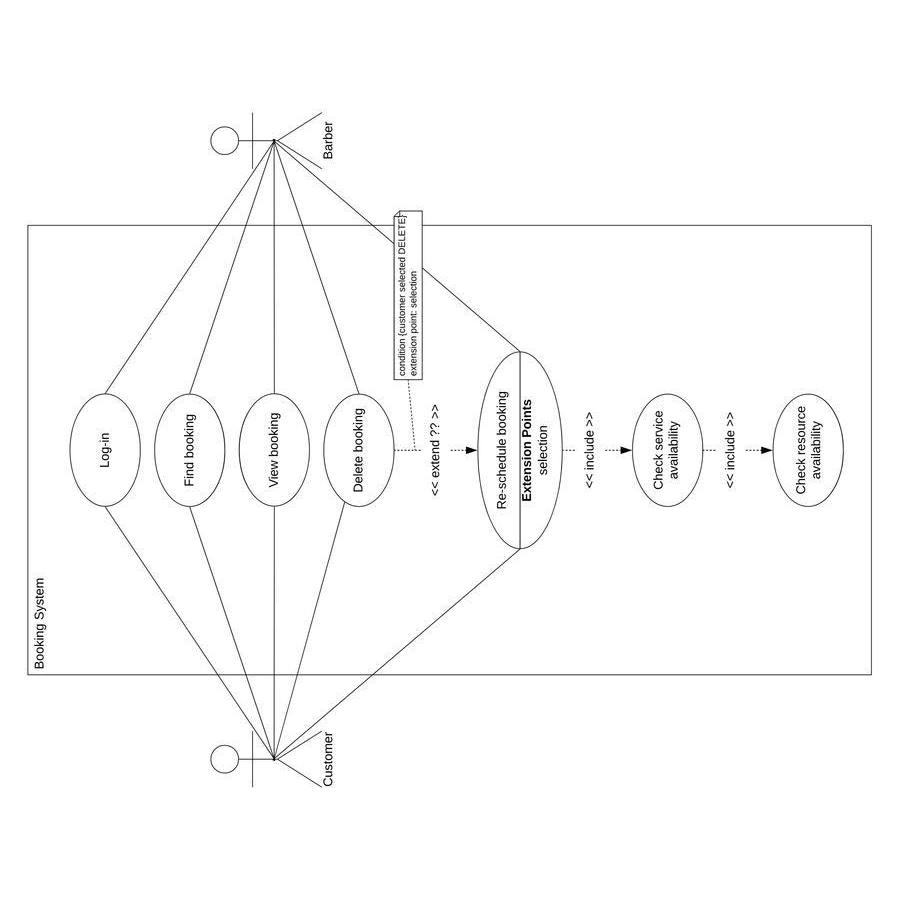 Booking System
Customer
Barber
Log-in
Find booking
View booking
Delete booking
condition {customer selected DELETE}
extension point: selection
<< extend ?? >>
Re-schedule booking
Extension Points
selection
<< include >>
Check service
availability
<< include >>
Check resource
availability